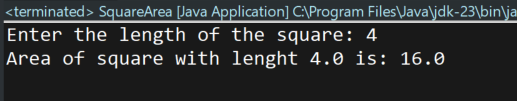 <terminated> SquareArea [Java Application] C:\Program Files\Java\jdk-23\bin\ja
Enter the length of the square: 4
Area of square with lenght 4.0 is: 16.0